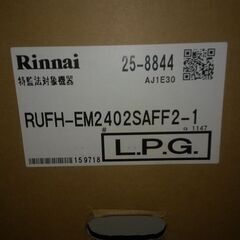 Rinnai 25-8844
特監法対象機器 AJ1E30
RUFH-EM2402SAFF2-1
# α 1147
159718 L.P.G.